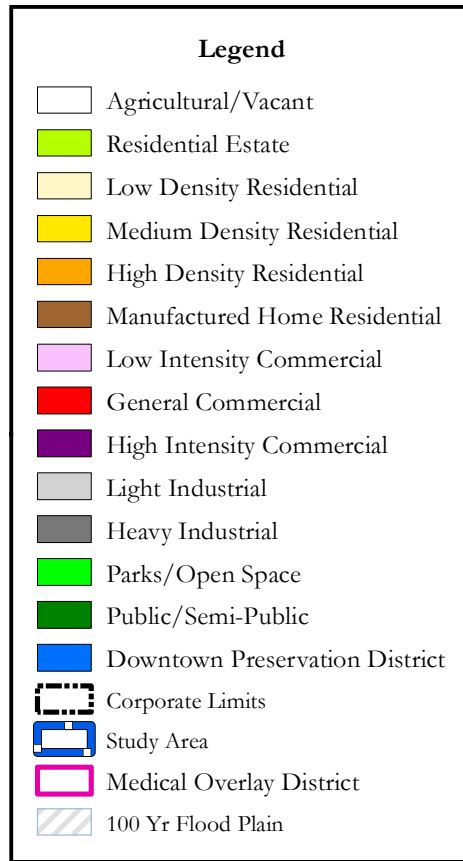 Legend
Agricultural/Vacant
Residential Estate
Low Density Residential
Medium Density Residential
High Density Residential
Manufactured Home Residential
Low Intensity Commercial
General Commercial
High Intensity Commercial
Light Industrial
Heavy Industrial
Parks/Open Space
Public/Semi-Public
Downtown Preservation District
Corporate Limits
Study Area
Medical Overlay District
100 Yr Flood Plain